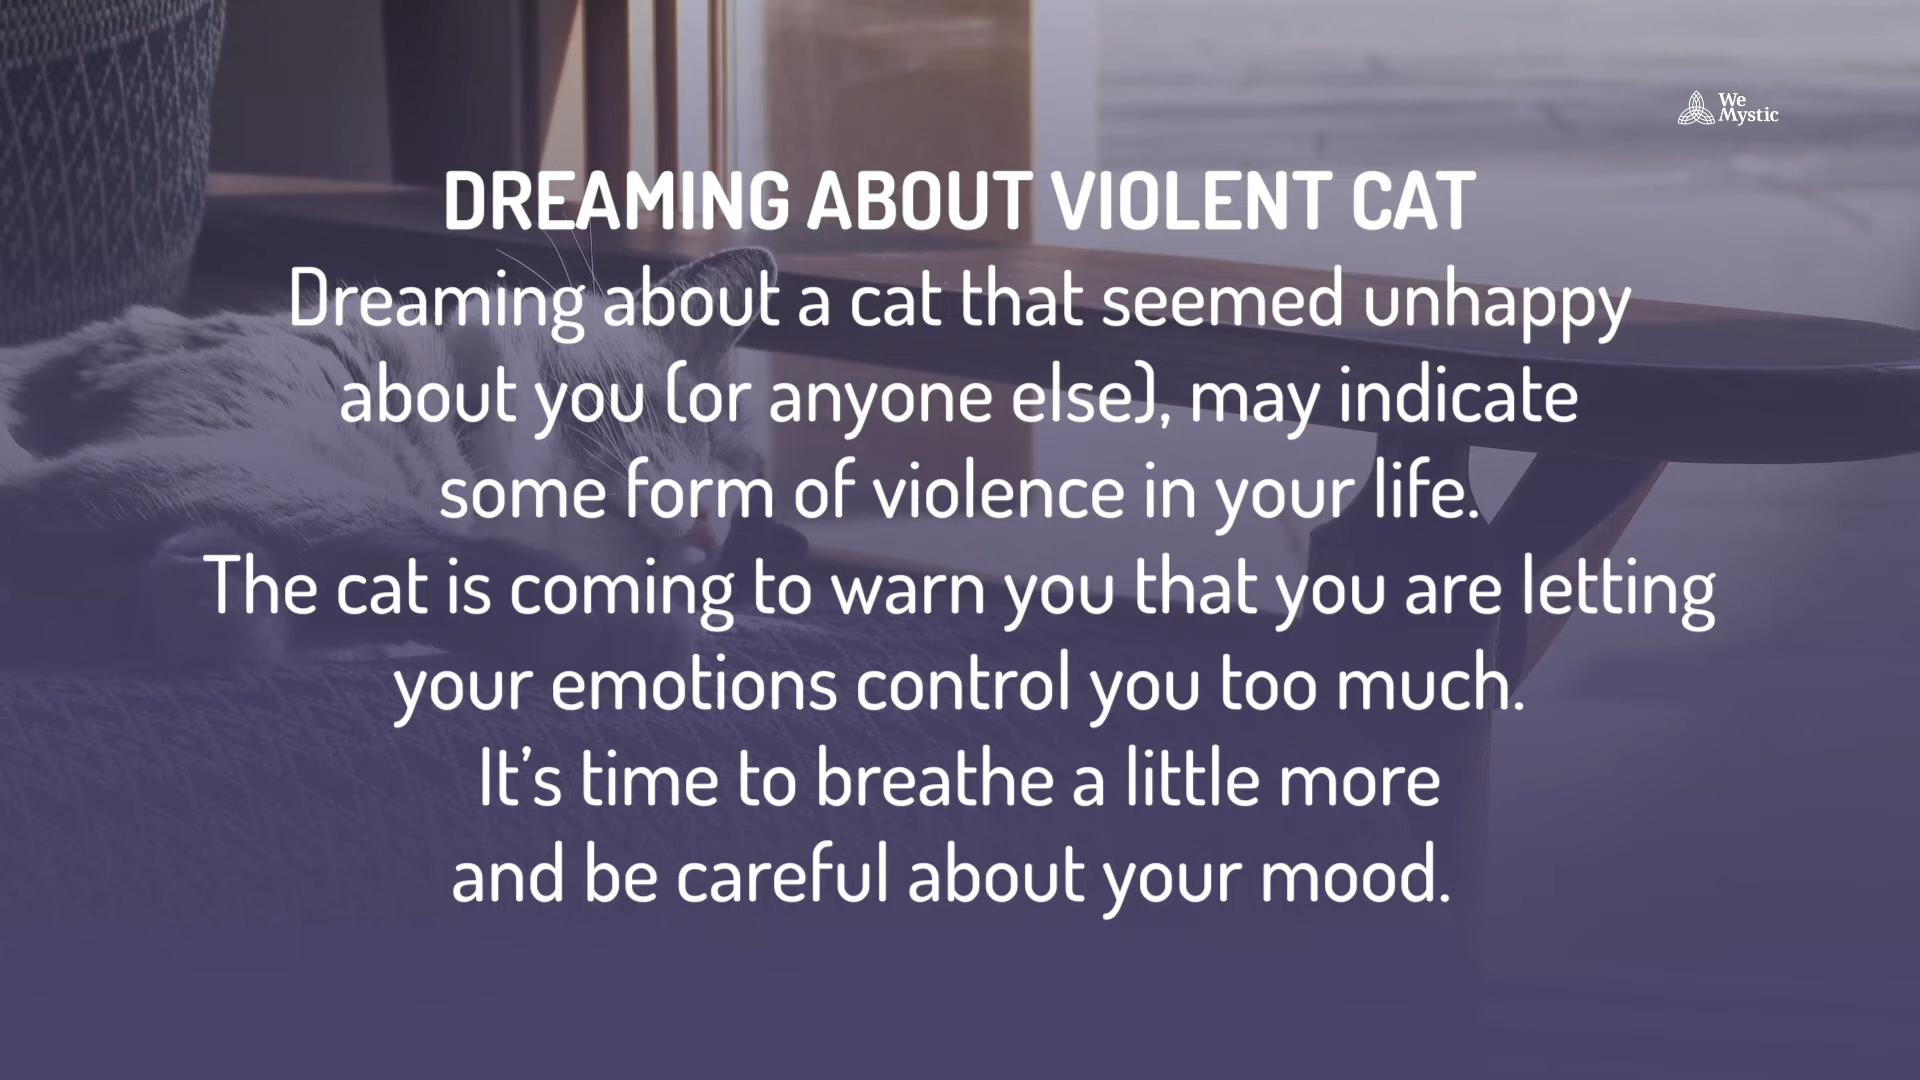 We
Mystic
DREAMING ABOUT VIOLENT CAT
Dreaming about a cat that seemed unhappy
about you (or anyone else), may indicate
some form of violence in your life.
The cat is coming to warn you that you are letting
your emotions control you too much.
It’s time to breathe a little more
and be careful about your mood.